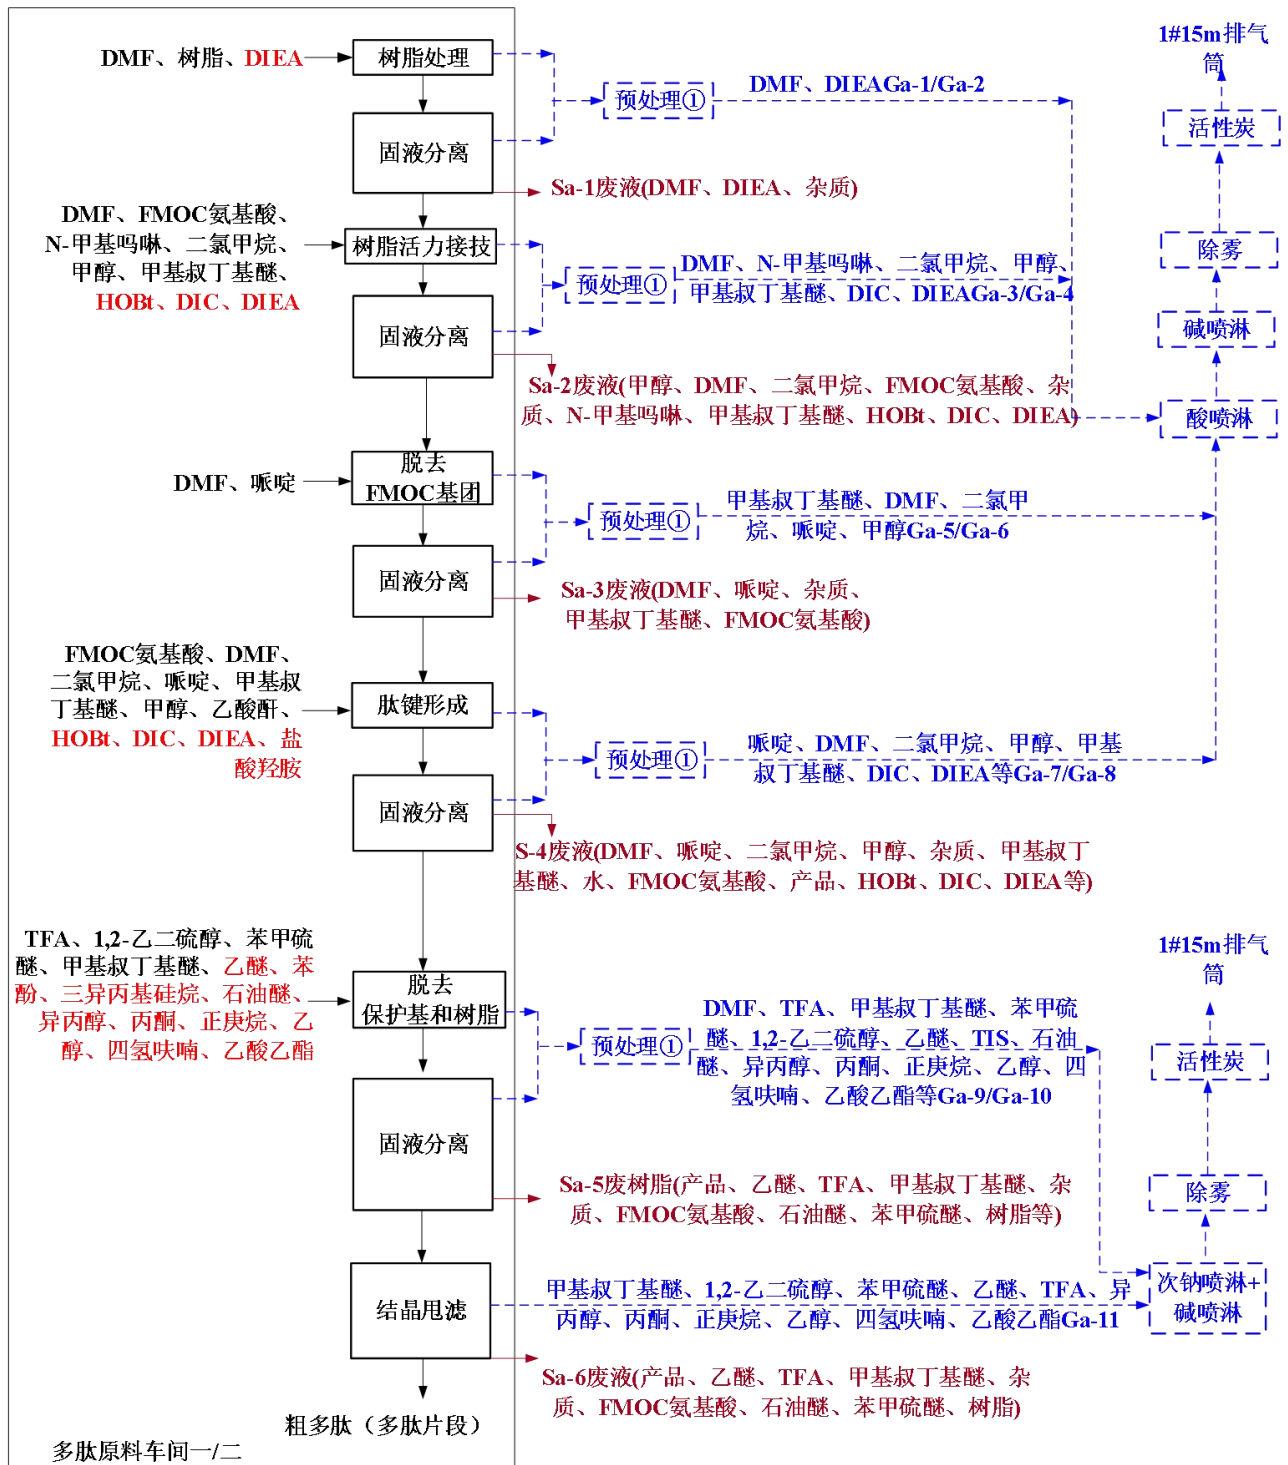 1#15m排气
筒
DMF、树脂、DIEA
树脂处理
预处理①
DMF、DIEAGa-1/Ga-2
活性炭
固液分离
Sa-1废液(DMF、DIEA、杂质)
DMF、FMOC氨基酸、
N-甲基吗啉、二氯甲烷、
甲醇、甲基叔丁基醚、
HOBt、DIC、DIEA
树脂活力接技
预处理①
DMF、N-甲基吗啉、二氯甲烷、甲醇、
甲基叔丁基醚、DIC、DIEAGa-3/Ga-4
除雾
碱喷淋
固液分离
Sa-2废液(甲醇、DMF、二氯甲烷、FMOC氨基酸、杂
质、N-甲基吗啉、甲基叔丁基醚、HOBt、DIC、DIEA)
酸喷淋
DMF、哌啶
脱去
FMOC基团
预处理①
甲基叔丁基醚、DMF、二氯甲
烷、哌啶、甲醇Ga-5/Ga-6
固液分离
Sa-3废液(DMF、哌啶、杂质、
甲基叔丁基醚、FMOC氨基酸)
FMOC氨基酸、DMF、
二氯甲烷、哌啶、甲基叔
丁基醚、甲醇、乙酸酐、
HOBt、DIC、DIEA、盐
酸羟胺
肽键形成
预处理①
哌啶、DMF、二氯甲烷、甲醇、甲基
叔丁基醚、DIC、DIEA等Ga-7/Ga-8
固液分离
S-4废液(DMF、哌啶、二氯甲烷、甲醇、杂质、甲基叔丁
基醚、水、FMOC氨基酸、产品、HOBt、DIC、DIEA等)
TFA、1,2-乙二硫醇、苯甲硫
醚、甲基叔丁基醚、乙醚、苯
酚、三异丙基硅烷、石油醚、
异丙醇、丙酮、正庚烷、乙
醇、四氢呋喃、乙酸乙酯
脱去
保护基和树脂
预处理①
DMF、TFA、甲基叔丁基醚、苯甲硫
醚、1,2-乙二硫醇、乙醚、TIS、石油
醚、异丙醇、丙酮、正庚烷、乙醇、四
氢呋喃、乙酸乙酯等Ga-9/Ga-10
1#15m排气
筒
活性炭
固液分离
Sa-5废树脂(产品、乙醚、TFA、甲基叔丁基醚、杂
质、FMOC氨基酸、石油醚、苯甲硫醚、树脂等)
除雾
结晶甩滤
甲基叔丁基醚、1,2-乙二硫醇、苯甲硫醚、乙醚、TFA、异
丙醇、丙酮、正庚烷、乙醇、四氢呋喃、乙酸乙酯Ga-11
次钠喷淋+
碱喷淋
Sa-6废液(产品、乙醚、TFA、甲基叔丁基醚、杂
质、FMOC氨基酸、石油醚、苯甲硫醚、树脂)
粗多肽（多肽片段）
多肽原料车间一/二